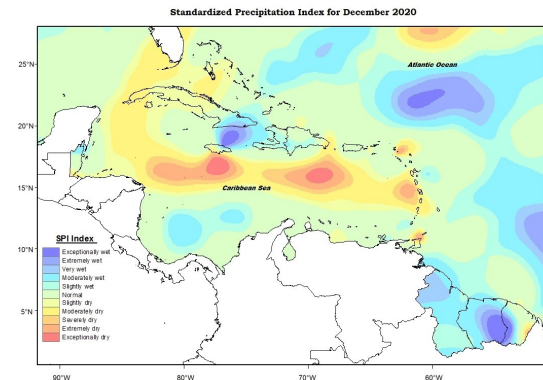 Standardized Precipitation Index for December 2020
25°N
Atlantic Ocean
20°N
15°N
Caribbean Sea
SPI Index
Exceptionally wet
Extremely wet
Very wet
Moderately wet
Slightly wet
Normal
Slightly dry
Moderately dry
Severely dry
Extremely dry
Exceptionally dry
10°N
5°N
90°W
80°W
70°W
60°W